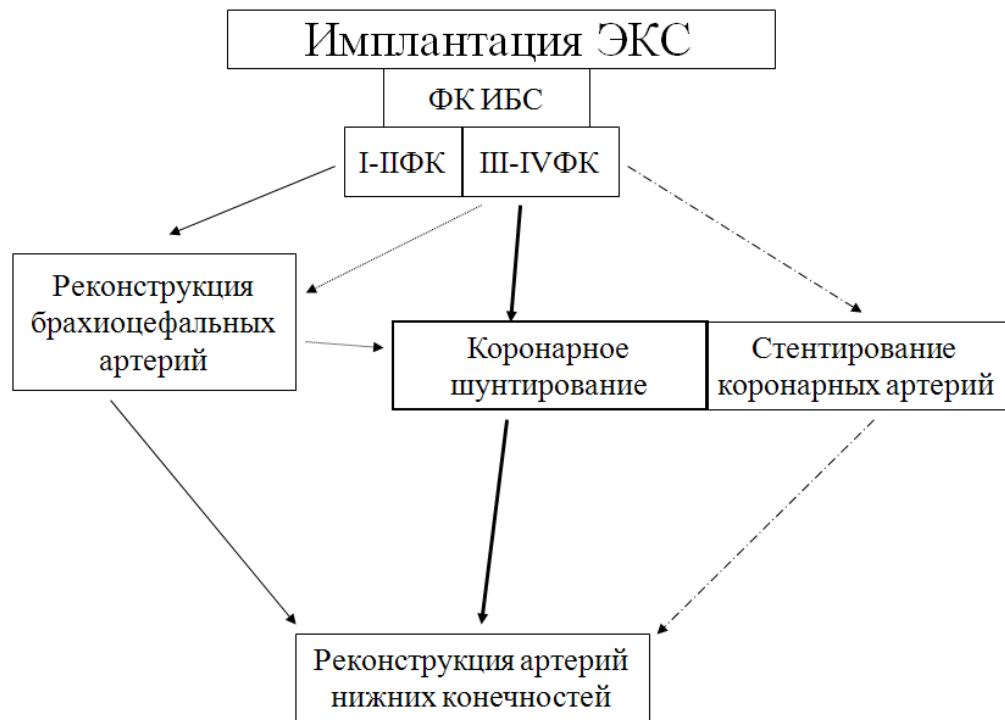 Имплантация ЭКС
ФК ИБС
I-IIФК
III-IVФК
Реконструкция
брахиоцефальных
артерий
Коронарное
шунтирование
Стентирование
коронарных артерий
Реконструкция артерий
нижних конечностей